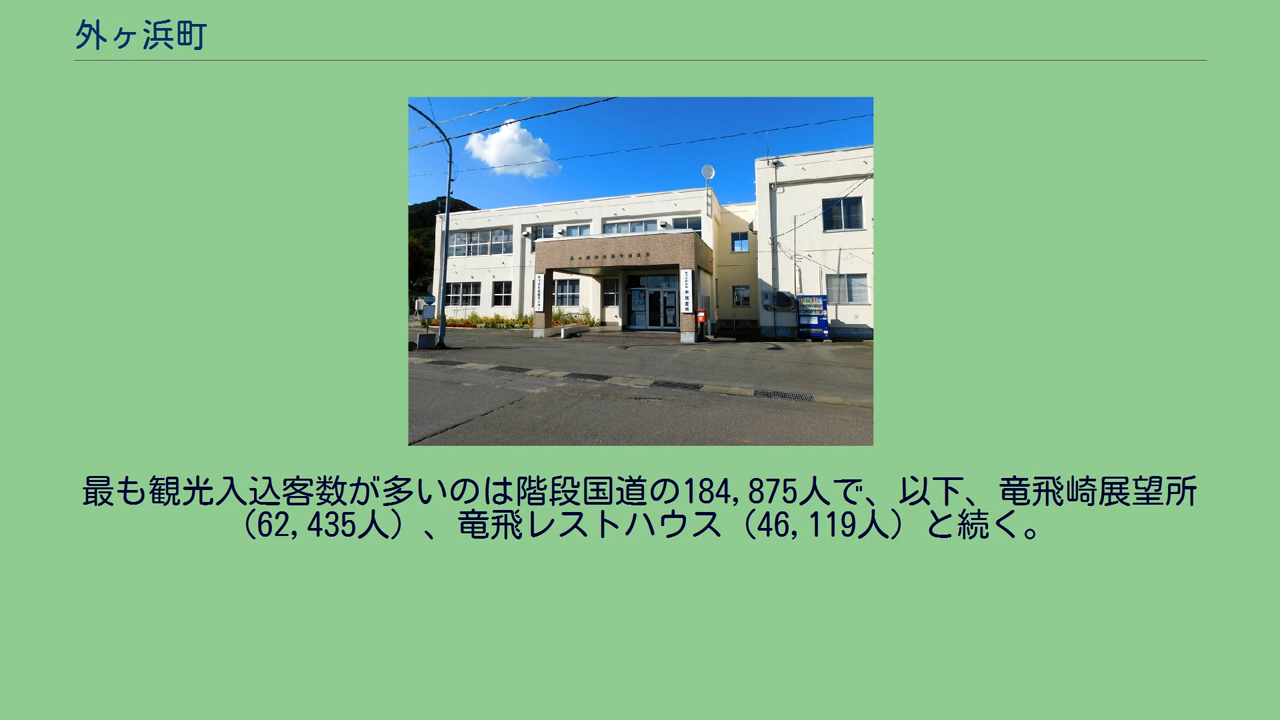 外ヶ浜町
最も観光入込客数が多いのは階段国道の184,875人で、以下、竜飛崎展望所
（62,435人）、竜飛レストハウス（46,119人）と続く。